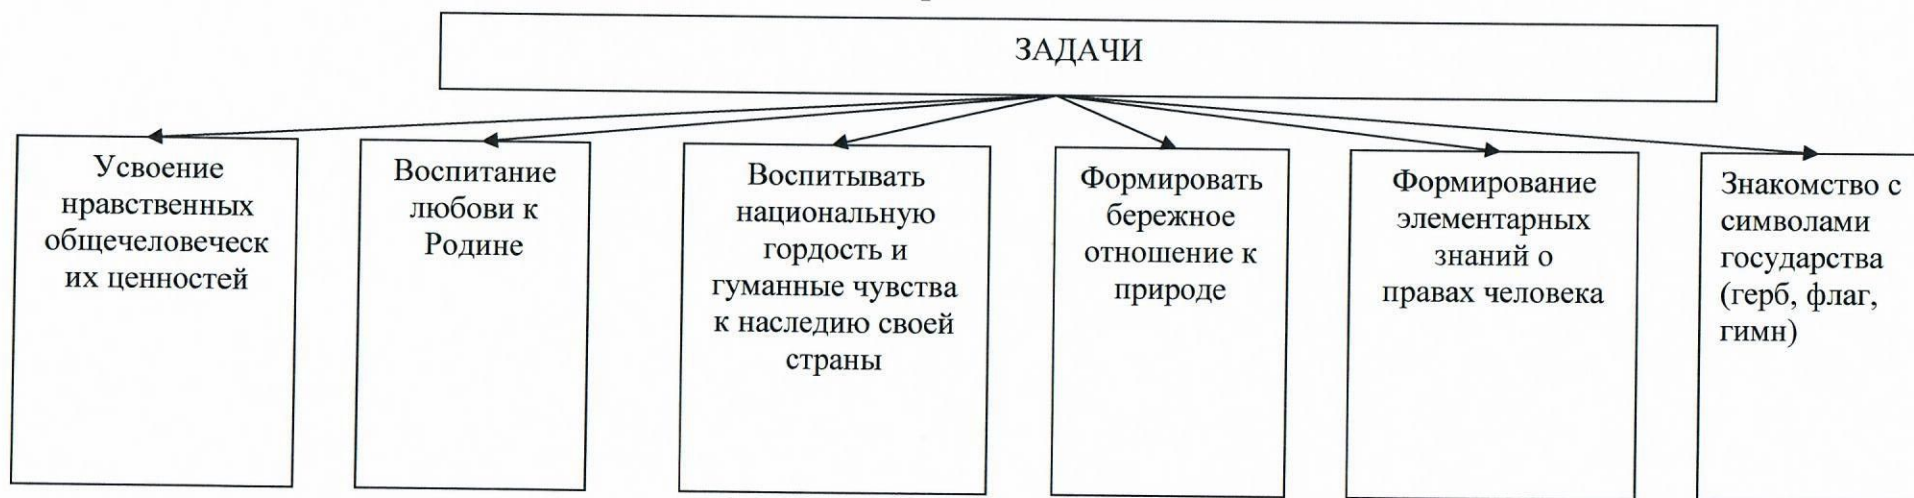 ЗАДАЧИ
Усвоение
нравственных
общечеловеческ
их ценностей
Воспитание
любови к
Родине
Воспитывать
национальную
гордость и
гуманные чувства
к наследию своей
страны
Формировать
бережное
отношение к
природе
Формирование
элементарных
знаний о
правах человека
Знакомство с
символами
государства
(герб, флаг,
гимн)